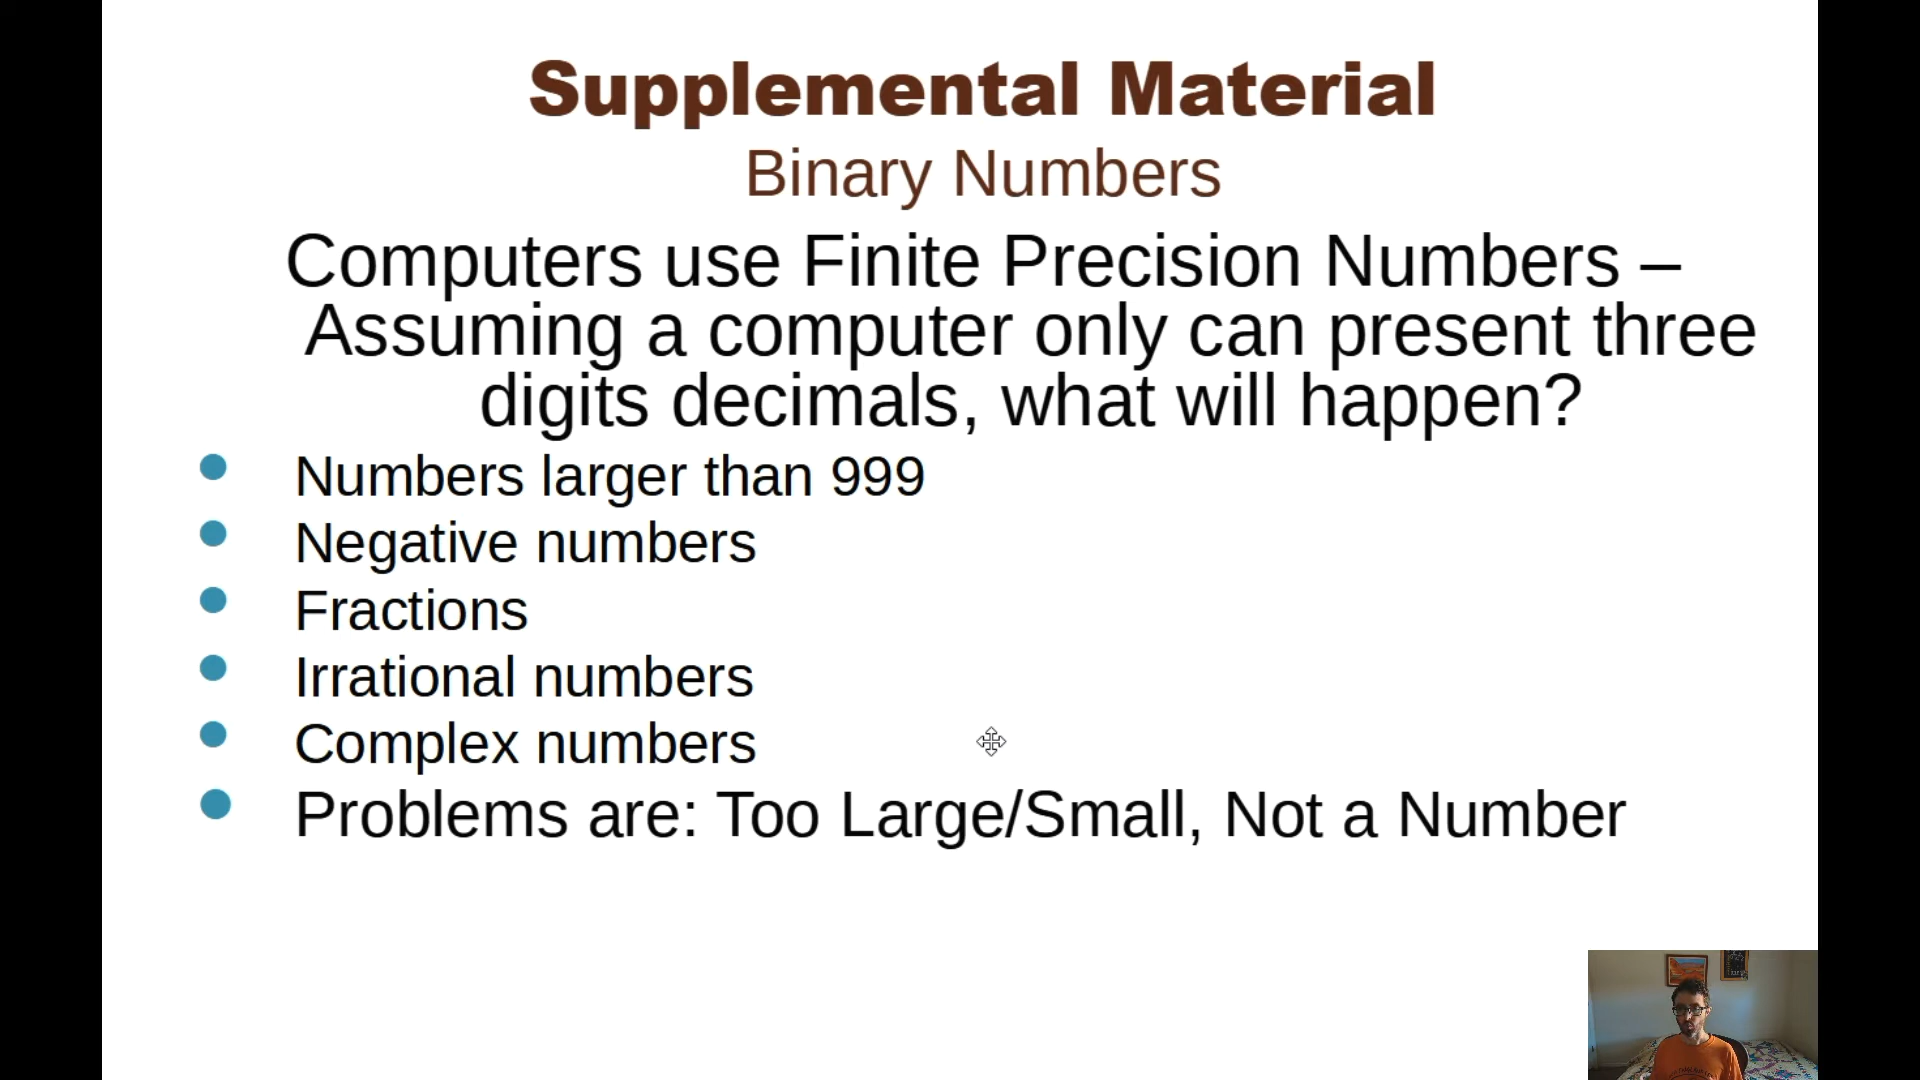 Supplemental Material
Binary Numbers
Computers use Finite Precision Numbers –
Assuming a computer only can present three
digits decimals, what will happen?
Numbers larger than 999
Negative numbers
Fractions
Irrational numbers
Complex numbers
Problems are: Too Large/Small, Not a Number